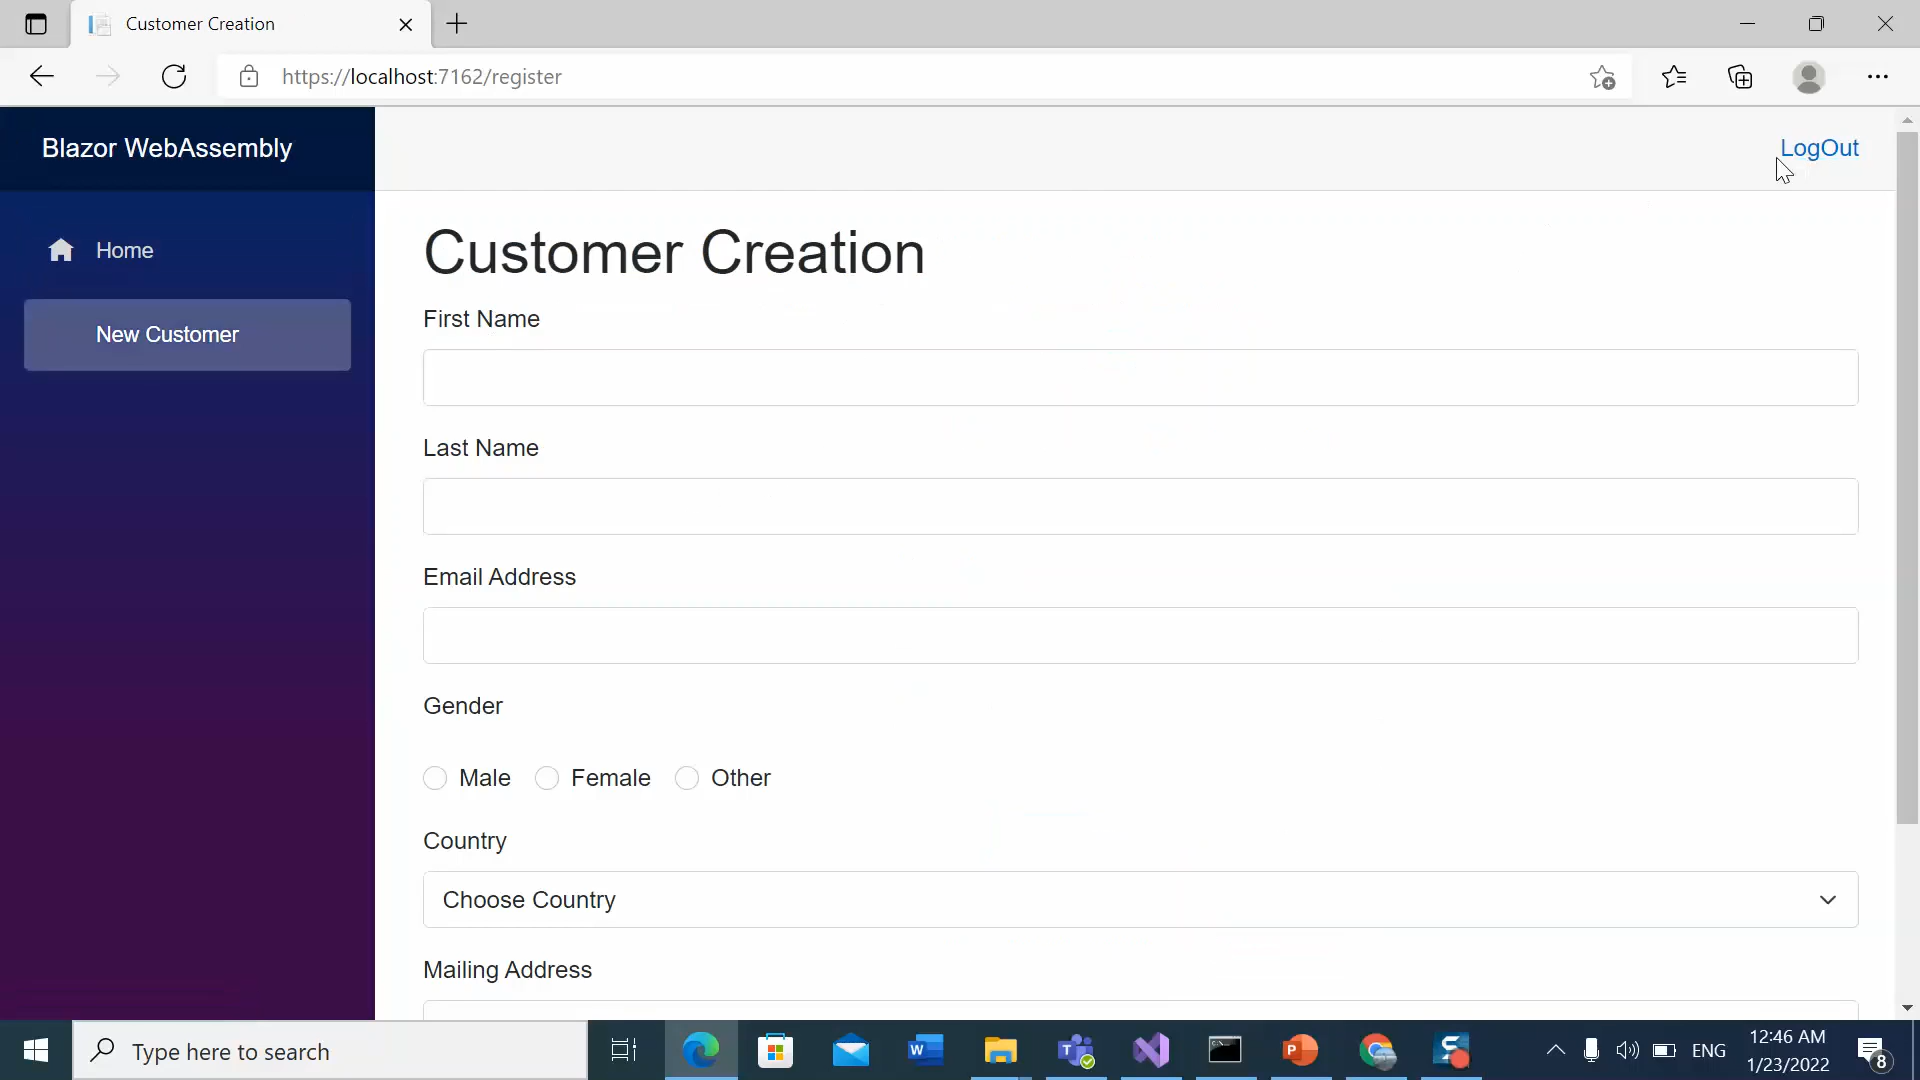 Customer Creation
https://localhost:7162/register
Blazor WebAssembly
LogOut
Home
New Customer
Customer Creation
First Name
Last Name
Email Address
Gender
Male Female Other
Country
Choose Country
Mailing Address
Type here to search
ENG
12:46 AM
1/23/2022
8